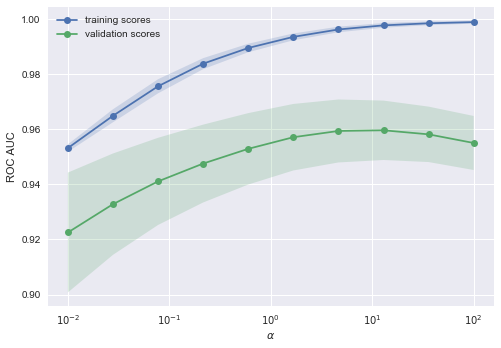 1.00
training scores
validation scores
0.98
0.96
ROC AUC
0.94
0.92
0.90
10⁻² 10⁻¹ 10⁰ 10¹ 10²
α